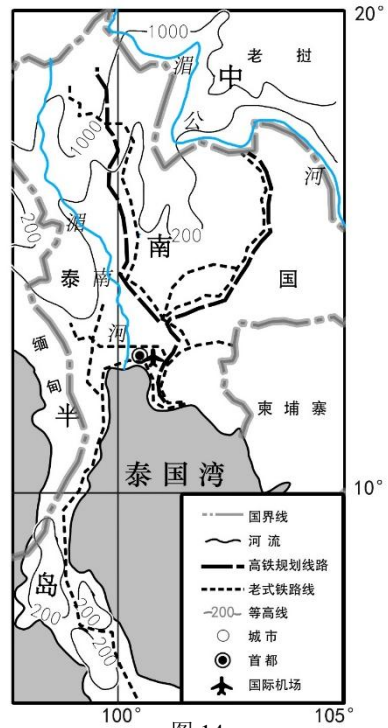 20°
1000
老挝
湄
中
公
1000
河
200
200
南
湄
泰
南
国
河
缅
甸
半
柬埔寨
泰国湾
10°
国界线
河流
高铁规划线路
老式铁路线
200 等高线
城市
首都
国际机场
岛
200
200
200
100°
105°
图 14